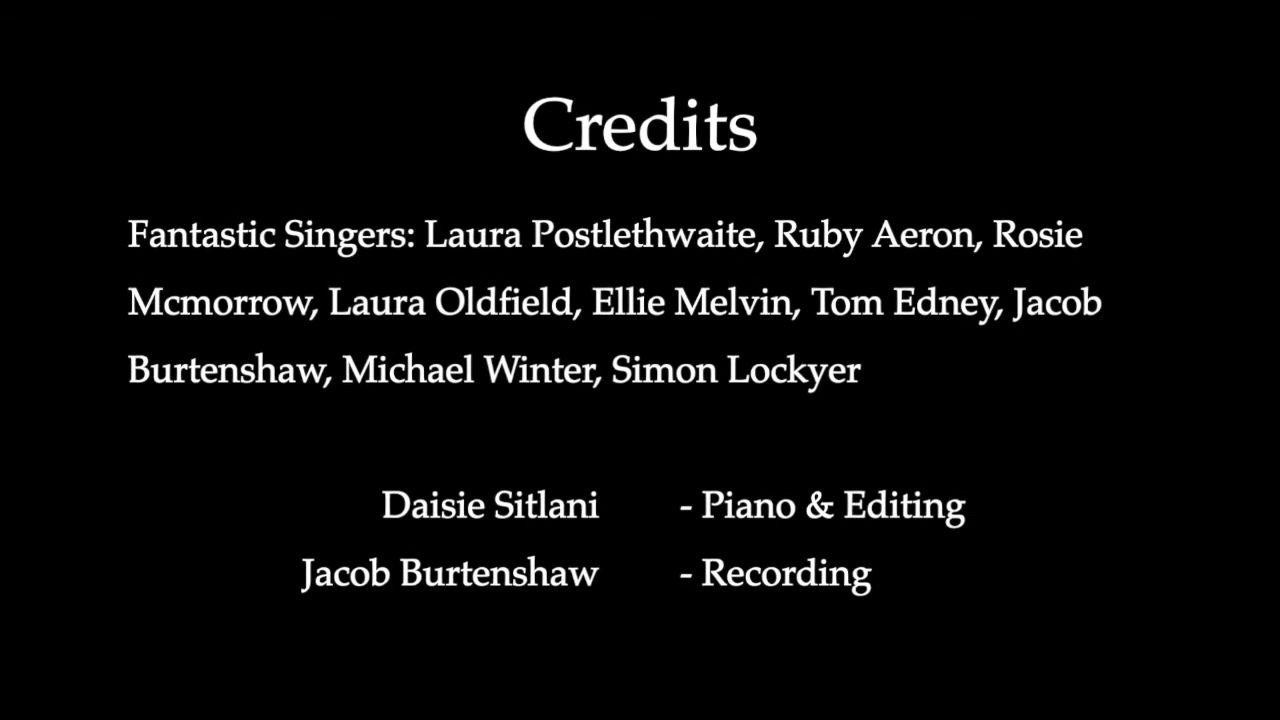 Credits
Fantastic Singers: Laura Postlethwaite, Ruby Aeron, Rosie
Mcmorrow, Laura Oldfield, Ellie Melvin, Tom Edney, Jacob
Burtenshaw, Michael Winter, Simon Lockyer
Daisie Sitlani - Piano & Editing
Jacob Burtenshaw - Recording